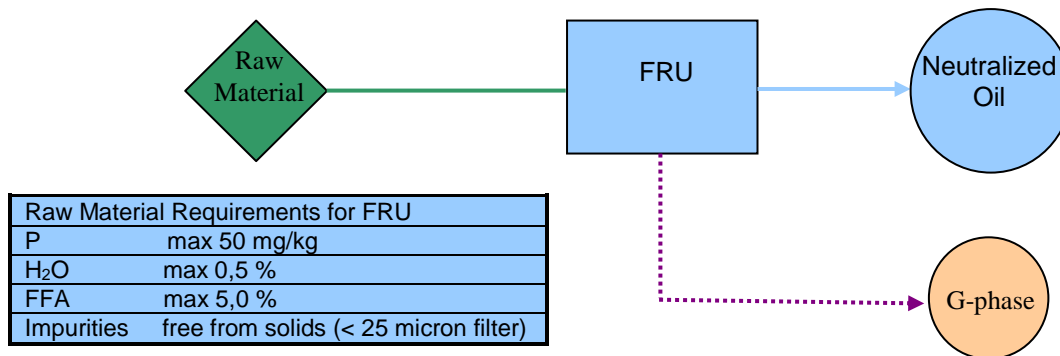 Raw
Material
FRU
Neutralized
Oil
Raw Material Requirements for FRU
P max 50 mg/kg
H₂O max 0,5 %
FFA max 5,0 %
Impurities free from solids (< 25 micron filter)
G-phase